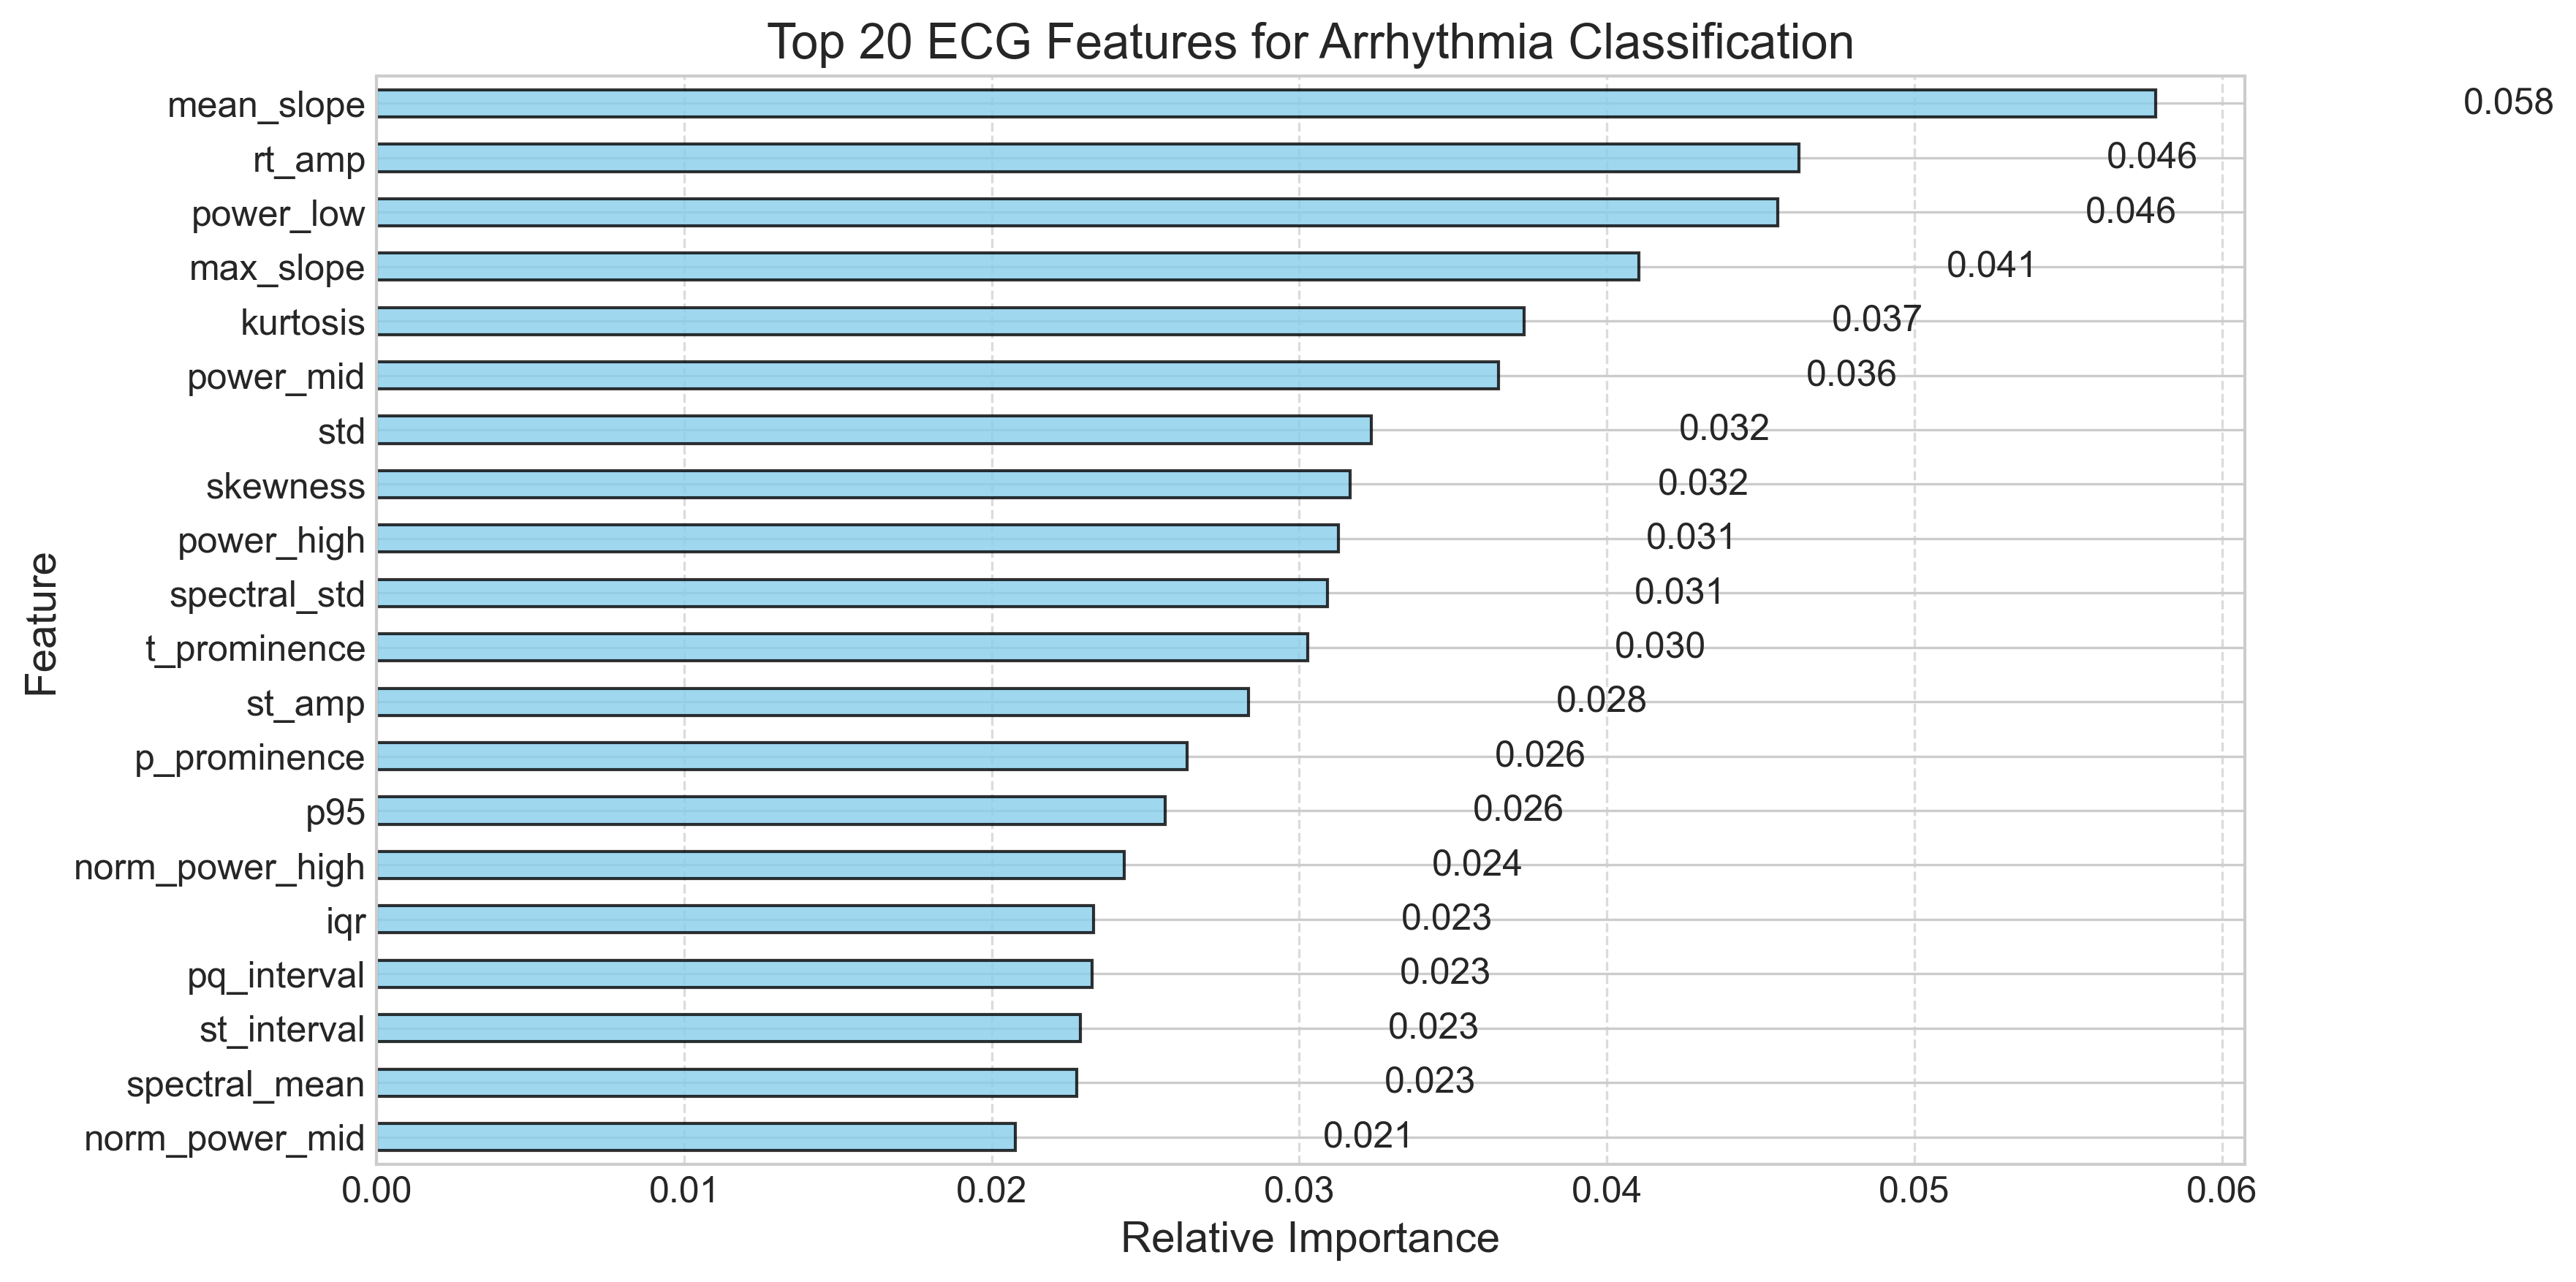 Top 20 ECG Features for Arrhythmia Classification
mean_slope 0.058
rt_amp 0.046
power_low 0.046
max_slope 0.041
kurtosis 0.037
power_mid 0.036
std 0.032
skewness 0.032
power_high 0.031
spectral_std 0.031
t_prominence 0.030
st_amp 0.028
p_prominence 0.026
p95 0.026
norm_power_high 0.024
iqr 0.023
pq_interval 0.023
st_interval 0.023
spectral_mean 0.023
norm_power_mid 0.021
Feature
0.00 0.01 0.02 0.03 0.04 0.05 0.06
Relative Importance